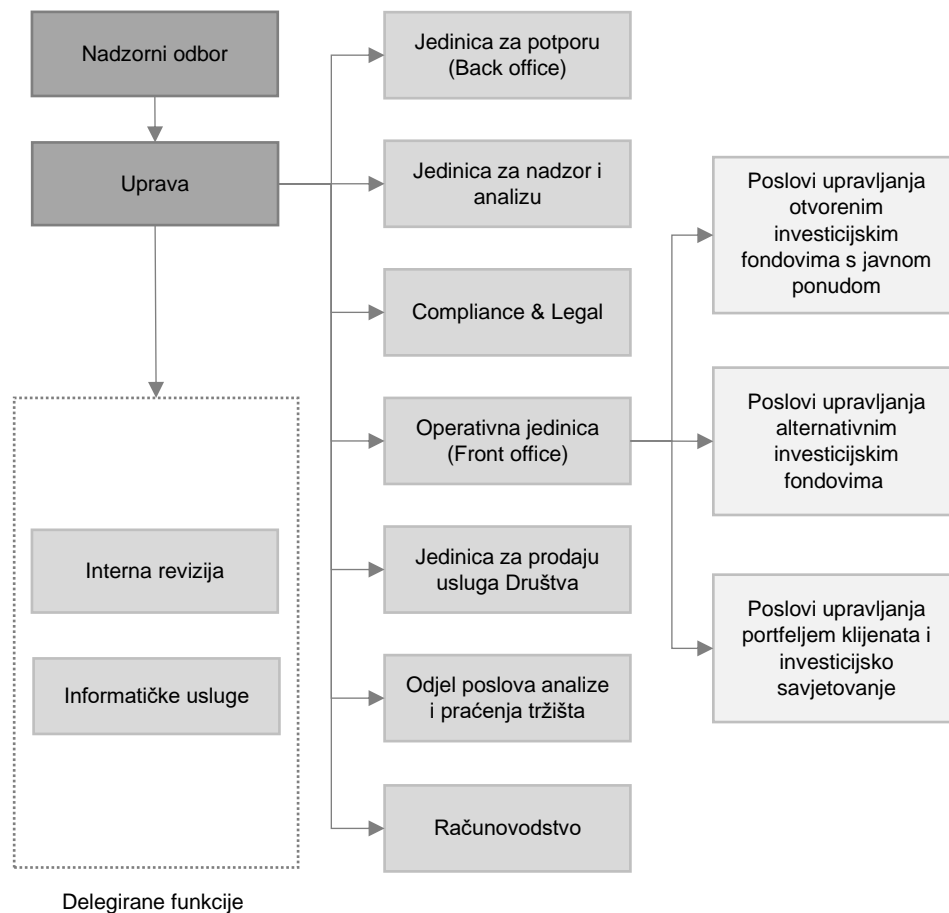 Nadzorni odbor
Uprava
Interna revizija
Informatičke usluge
Delegirane funkcije
Jedinica za potporu
(Back office)
Jedinica za nadzor i
analizu
Compliance & Legal
Operativna jedinica
(Front office)
Jedinica za prodaju
usluga Društva
Odjel poslova analize
i praćenja tržišta
Računovodstvo
Poslovi upravljanja
otvorenim
investicijskim
fondovima s javnom
ponudom
Poslovi upravljanja
alternativnim
investicijskim
fondovima
Poslovi upravljanja
portfeljem klijenata i
investicijsko
savjetovanje